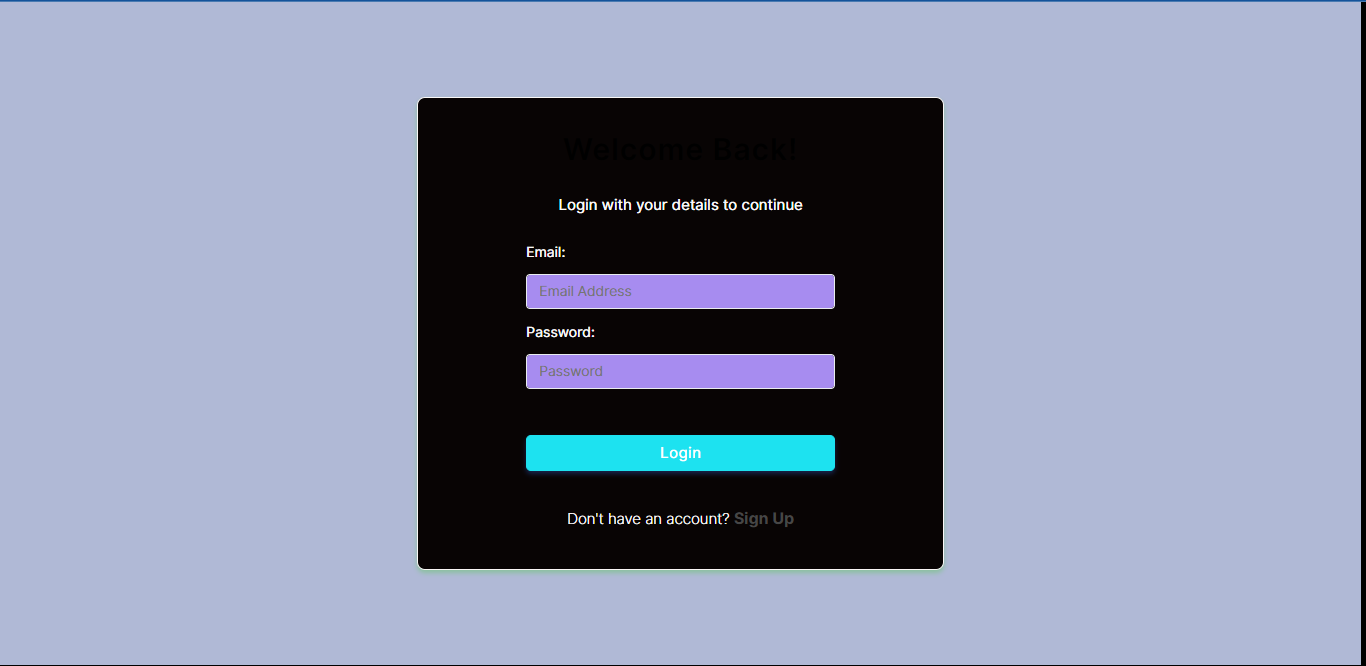 Welcome Back!
Login with your details to continue
Email:
Email Address
Password:
Password
Login
Don't have an account? Sign Up